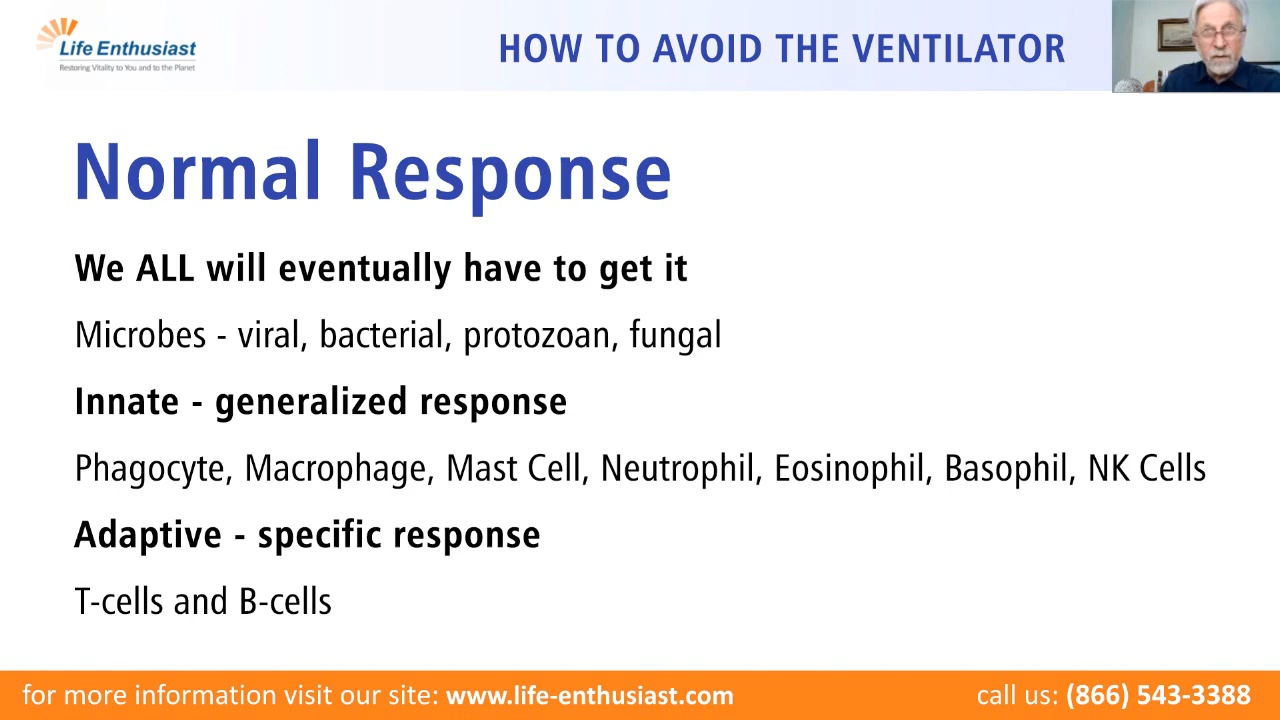 Life Enthusiast
Restoring Vitality to You and to the Planet
HOW TO AVOID THE VENTILATOR
Normal Response
We ALL will eventually have to get it
Microbes - viral, bacterial, protozoan, fungal
Innate - generalized response
Phagocyte, Macrophage, Mast Cell, Neutrophil, Eosinophil, Basophil, NK Cells
Adaptive - specific response
T-cells and B-cells
for more information visit our site: www.life-enthusiast.com
call us: (866) 543-3388